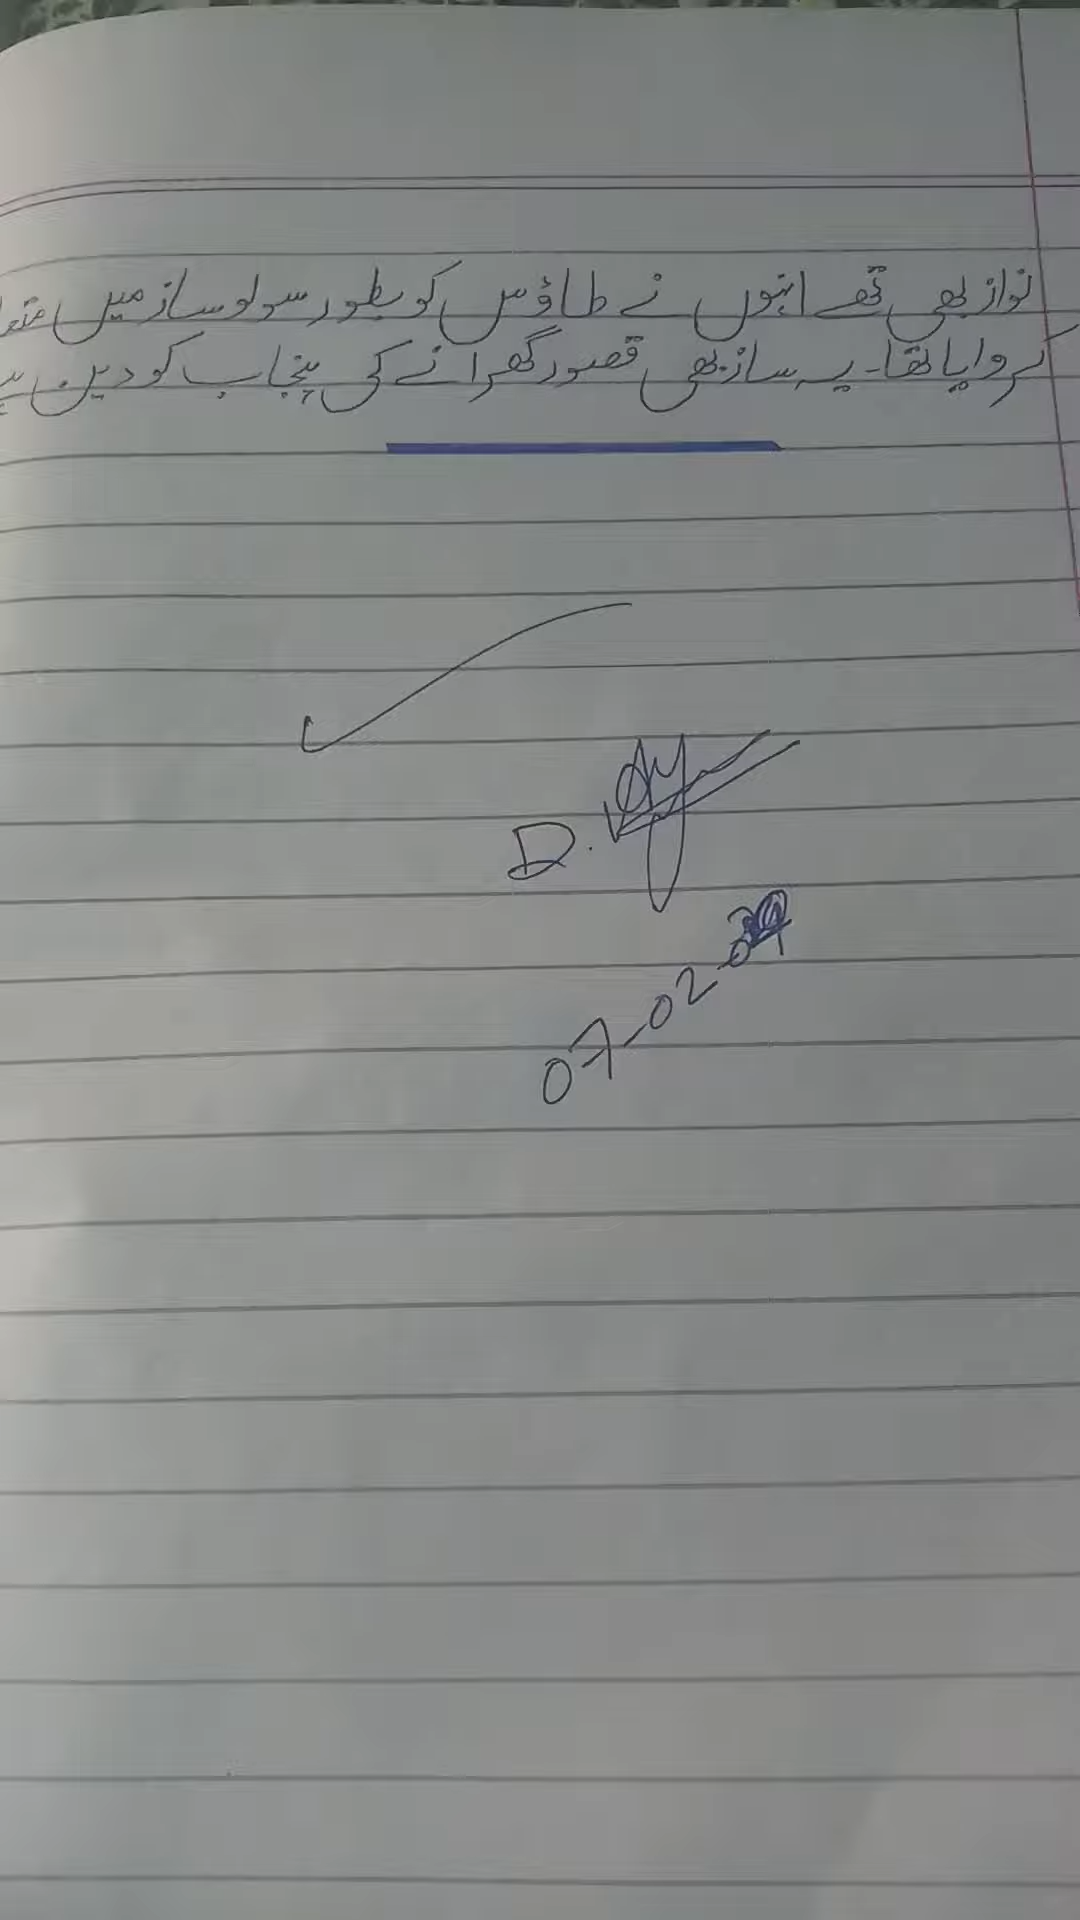 نواز بھی تھے انہوں نے طاؤس کو بطور سولو ساز میں
کروایا تھا۔ یہ ساز بھی قصور گھرانے کی پنجاب کو دین
D.
07-02